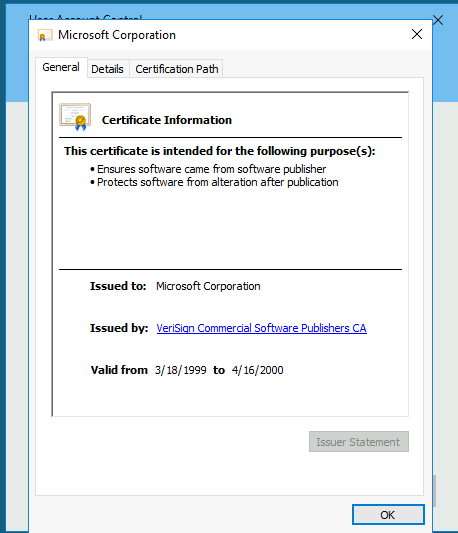 User Account Control
Microsoft Corporation
General
Details
Certification Path
Certificate Information
This certificate is intended for the following purpose(s):
• Ensures software came from software publisher
• Protects software from alteration after publication
Issued to: Microsoft Corporation
Issued by: VeriSign Commercial Software Publishers CA
Valid from 3/18/1999 to 4/16/2000
Issuer Statement
OK